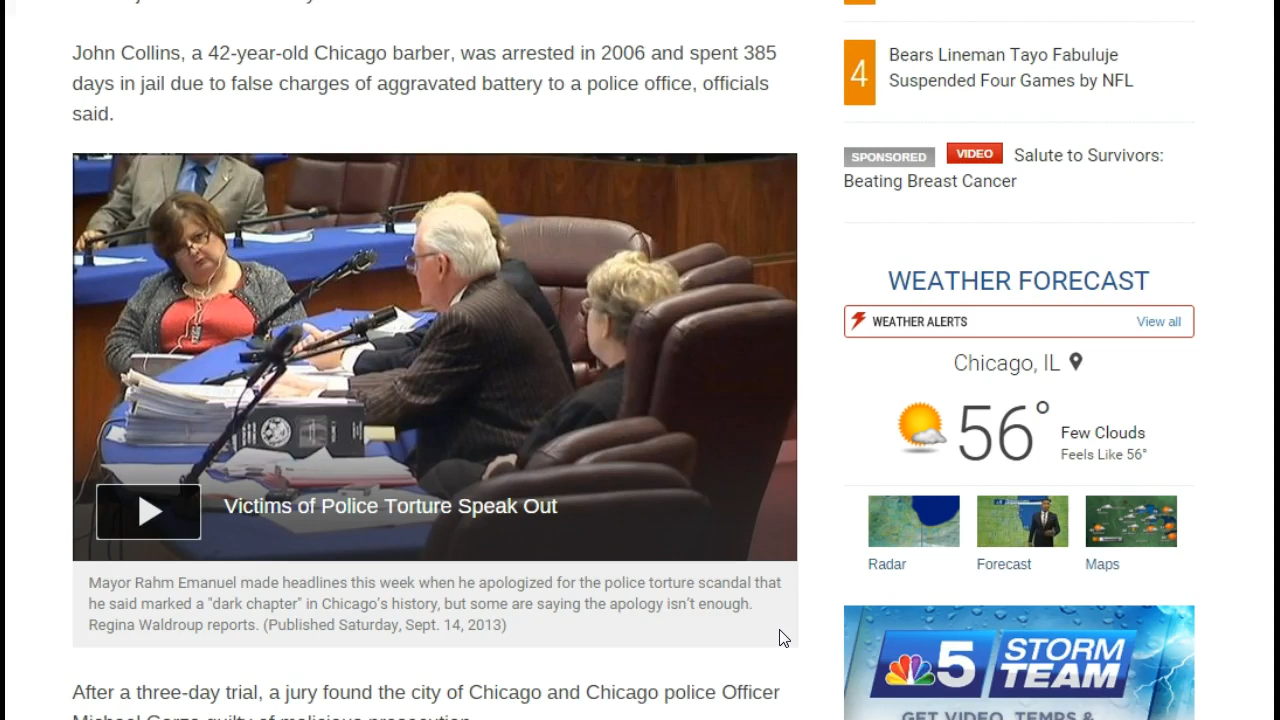 John Collins, a 42-year-old Chicago barber, was arrested in 2006 and spent 385
days in jail due to false charges of aggravated battery to a police office, officials
said.
Victims of Police Torture Speak Out
Mayor Rahm Emanuel made headlines this week when he apologized for the police torture scandal that
he said marked a "dark chapter" in Chicago's history, but some are saying the apology isn't enough.
Regina Waldroup reports. (Published Saturday, Sept. 14, 2013)
After a three-day trial, a jury found the city of Chicago and Chicago police Officer
4
Bears Lineman Tayo Fabuluje
Suspended Four Games by NFL
SPONSORED VIDEO Salute to Survivors:
Beating Breast Cancer
WEATHER FORECAST
WEATHER ALERTS View all
Chicago, IL
56°
Few Clouds
Feels Like 56°
Radar Forecast Maps
5 STORM
TEAM
GET VIDEO, TEMPS &